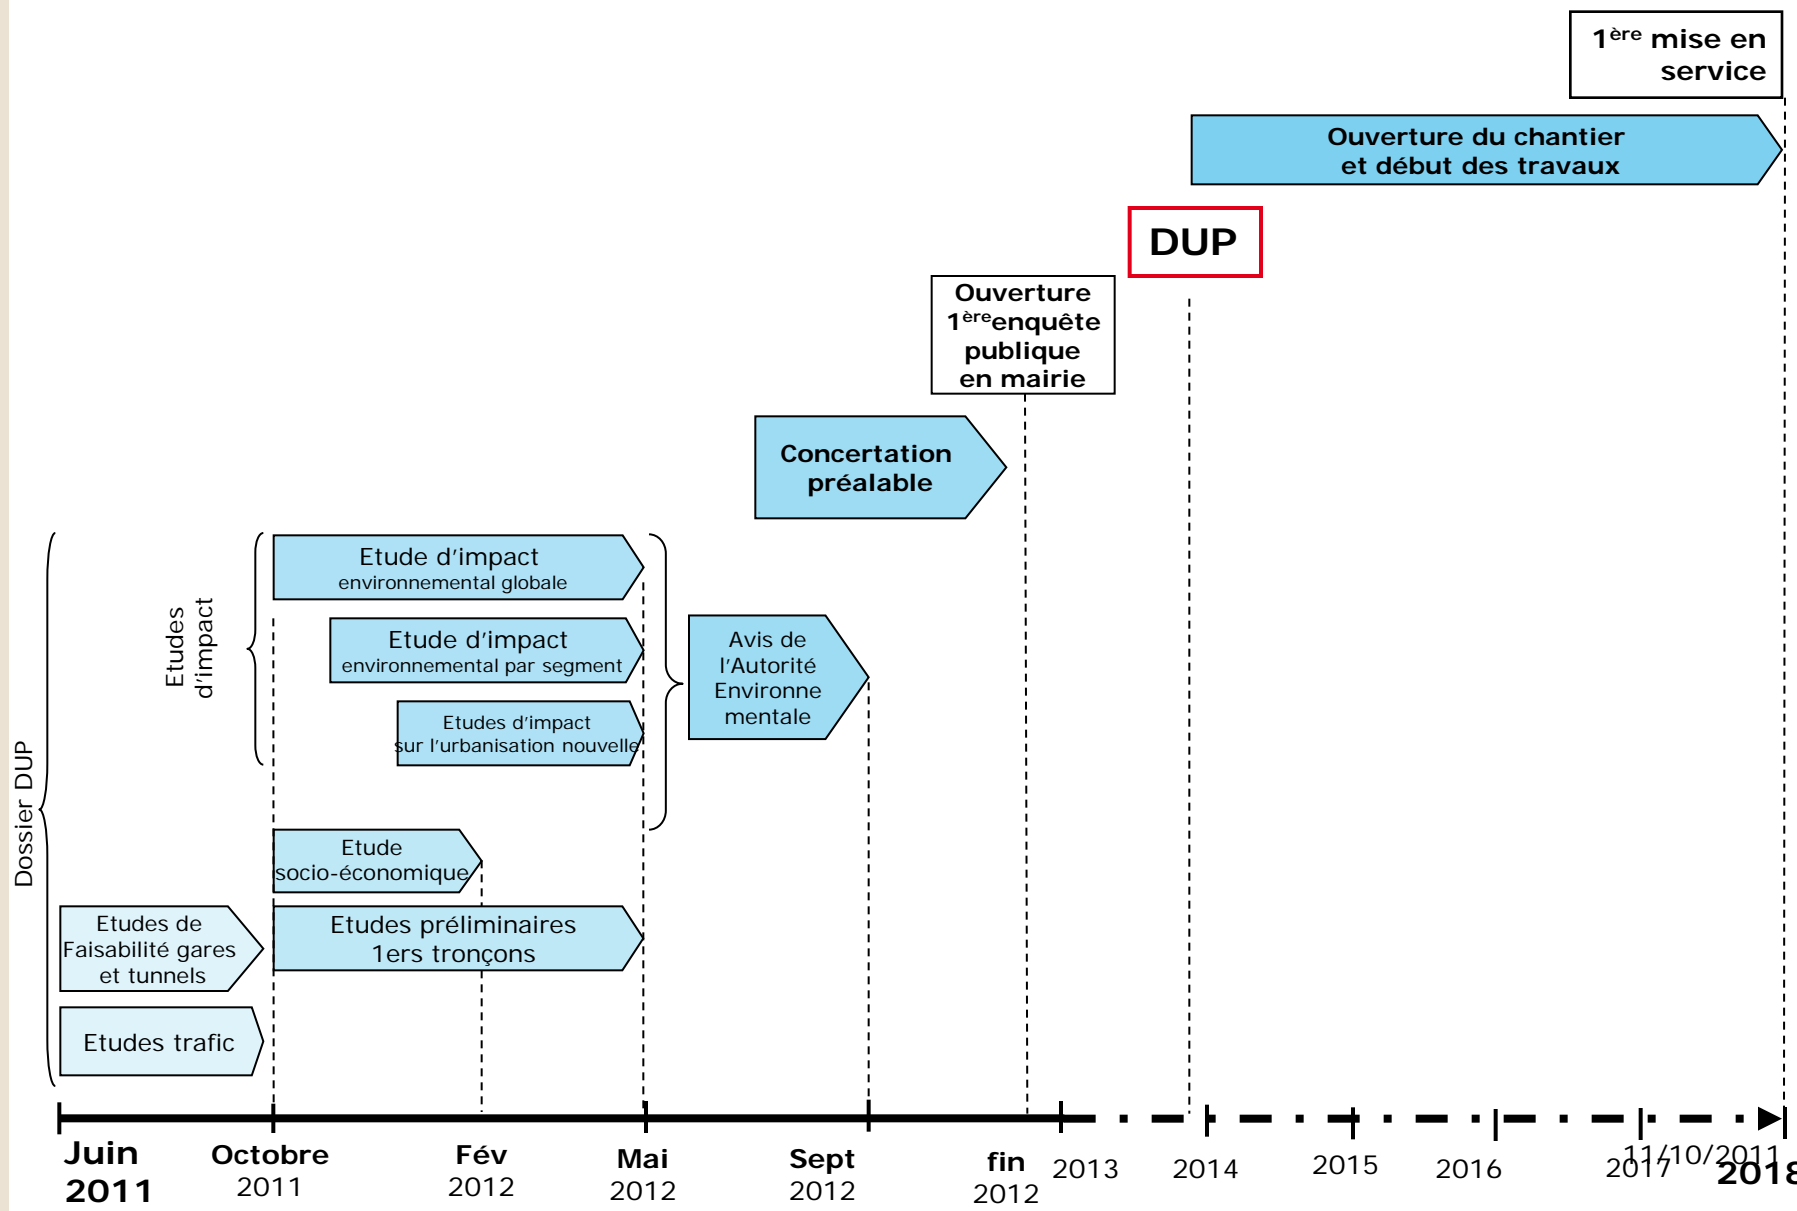 1ère mise en
service
Ouverture du chantier
et début des travaux
DUP
Ouverture
1ère enquête
publique
en mairie
Concertation
préalable
Etude d'impact
environnemental globale
Etudes
d'impact
Etude d'impact
environnemental par segment
Avis de
l'Autorité
Environne
mentale
Etudes d'impact
sur l'urbanisation nouvelle
Dossier DUP
Etude
socio-économique
Etudes de
Faisabilité gares
et tunnels
Etudes préliminaires
1ers tronçons
Etudes trafic
Juin
2011
Octobre
2011
Fév
2012
Mai
2012
Sept
2012
fin
2012
2013
2014
2015
2016
2017
11/10/2011
2018